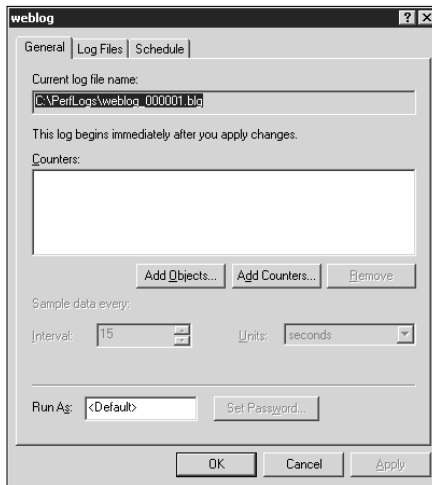 weblog
General Log Files Schedule
Current log file name:
C:\PerfLogs\weblog_000001.blg
This log begins immediately after you apply changes.
Counters:
Add Objects... Add Counters... Remove
Sample data every:
Interval: 15 Units: seconds
Run As: <Default> Set Password...
OK Cancel Apply